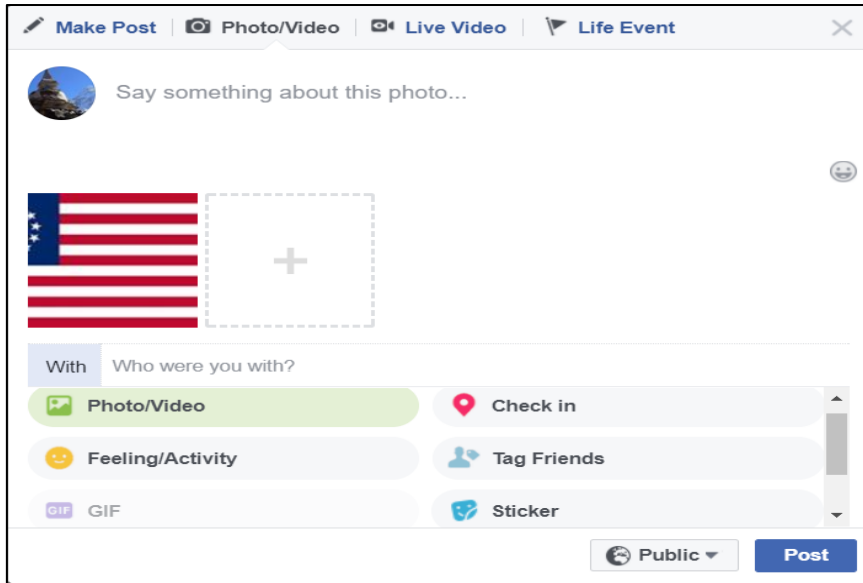 Make Post Photo/Video Live Video Life Event
Say something about this photo...
With Who were you with?
Photo/Video Check in
Feeling/Activity Tag Friends
GIF GIF Sticker
Public Post